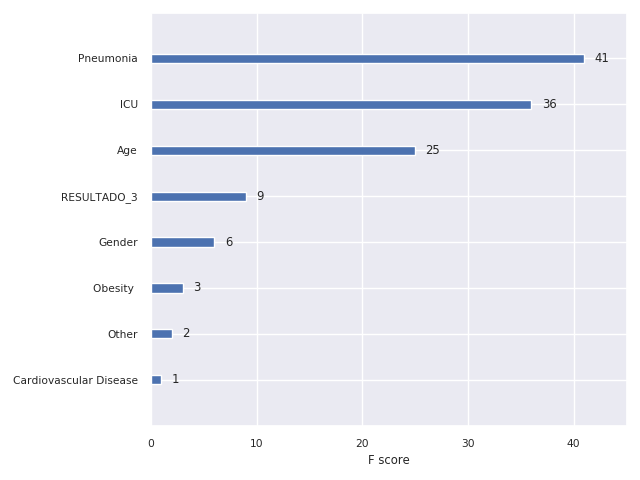 Pneumonia 41
ICU 36
Age 25
RESULTADO_3 9
Gender 6
Obesity 3
Other 2
Cardiovascular Disease 1
0 10 20 30 40
F score